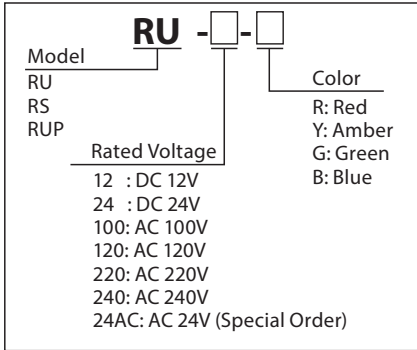 RU -□-□
Model
RU
RS
RUP
Color
R: Red
Y: Amber
G: Green
B: Blue
Rated Voltage
12 : DC 12V
24 : DC 24V
100: AC 100V
120: AC 120V
220: AC 220V
240: AC 240V
24AC: AC 24V (Special Order)